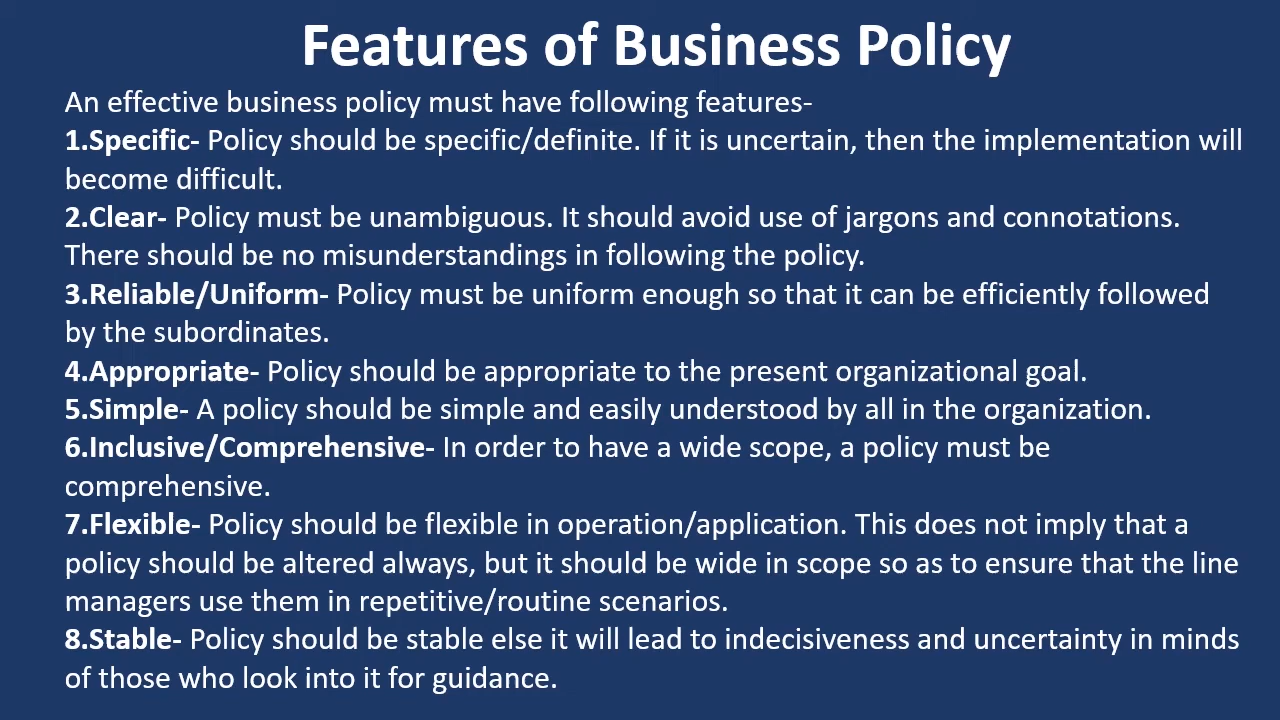 Features of Business Policy
An effective business policy must have following features-
1.Specific- Policy should be specific/definite. If it is uncertain, then the implementation will
become difficult.
2.Clear- Policy must be unambiguous. It should avoid use of jargons and connotations.
There should be no misunderstandings in following the policy.
3.Reliable/Uniform- Policy must be uniform enough so that it can be efficiently followed
by the subordinates.
4.Appropriate- Policy should be appropriate to the present organizational goal.
5.Simple- A policy should be simple and easily understood by all in the organization.
6.Inclusive/Comprehensive- In order to have a wide scope, a policy must be
comprehensive.
7.Flexible- Policy should be flexible in operation/application. This does not imply that a
policy should be altered always, but it should be wide in scope so as to ensure that the line
managers use them in repetitive/routine scenarios.
8.Stable- Policy should be stable else it will lead to indecisiveness and uncertainty in minds
of those who look into it for guidance.